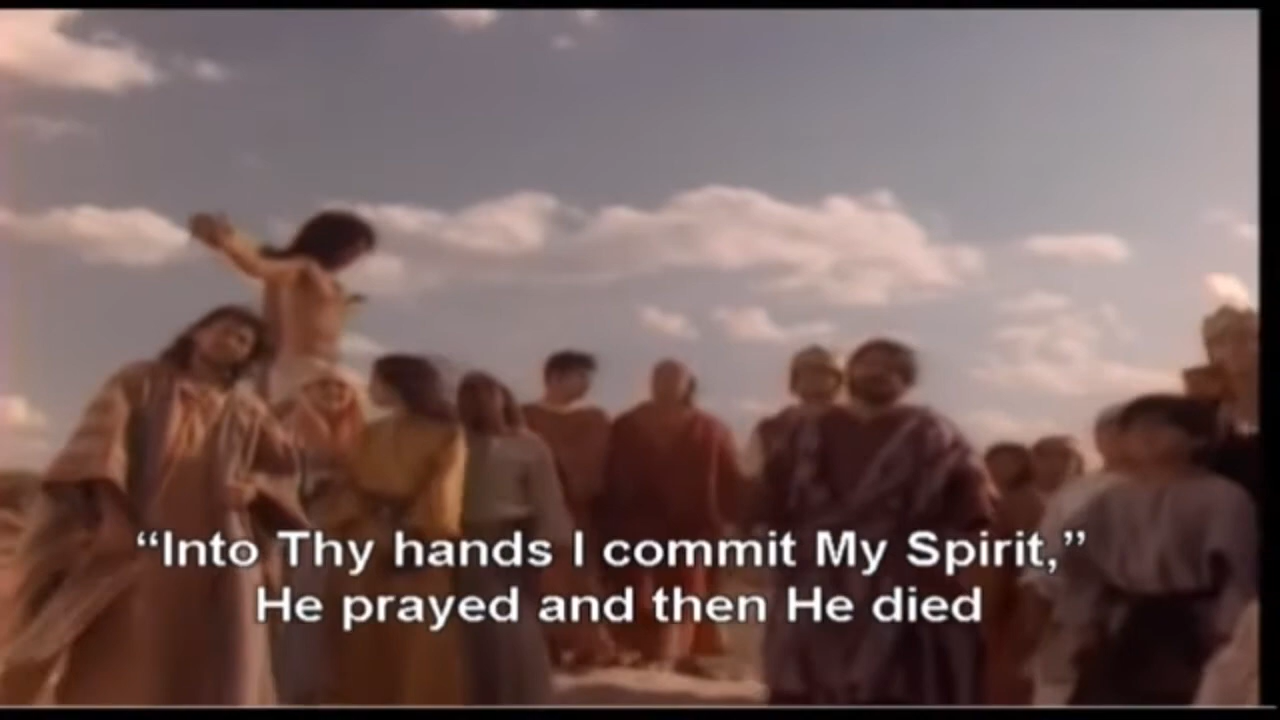 “Into Thy hands I commit My Spirit,”
He prayed and then He died